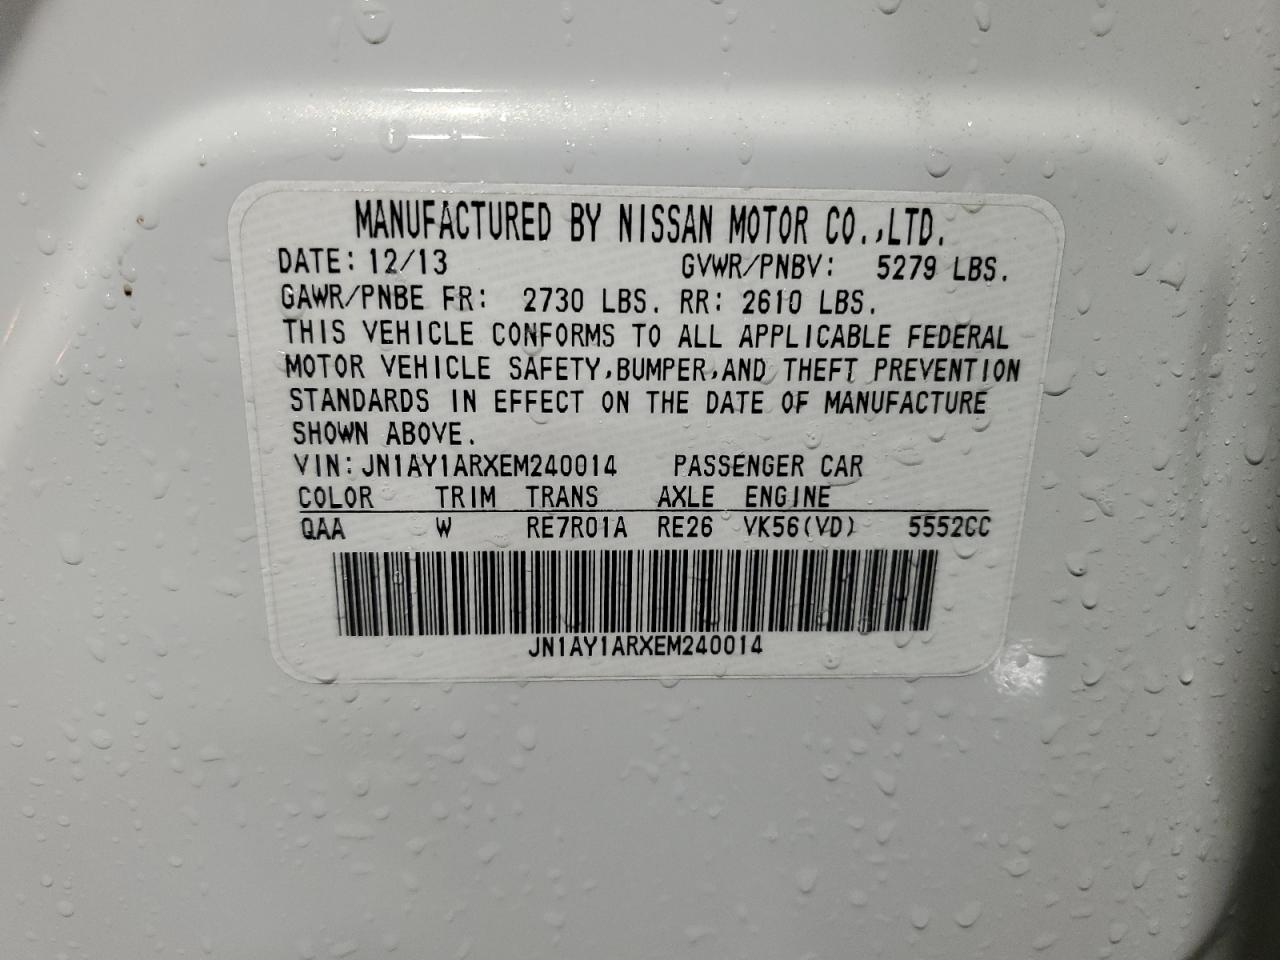 MANUFACTURED BY NISSAN MOTOR CO.,LTD.
DATE: 12/13 GVWR/PNBV: 5279 LBS.
GAWR/PNBE FR: 2730 LBS. RR: 2610 LBS.
THIS VEHICLE CONFORMS TO ALL APPLICABLE FEDERAL
MOTOR VEHICLE SAFETY,BUMPER,AND THEFT PREVENTION
STANDARDS IN EFFECT ON THE DATE OF MANUFACTURE
SHOWN ABOVE.
VIN: JN1AY1ARXEM240014 PASSENGER CAR
COLOR TRIM TRANS AXLE ENGINE
QAA W RE7R01A RE26 VK56(VD) 5552CC
JN1AY1ARXEM240014